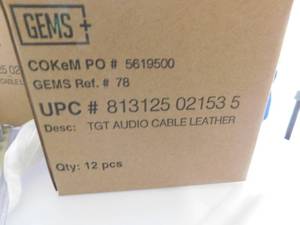 GEMS+
COKeM PO # 5619500
GEMS Ref. # 78
UPC # 813125 02153 5
Desc: TGT AUDIO CABLE LEATHER
Qty: 12 pcs